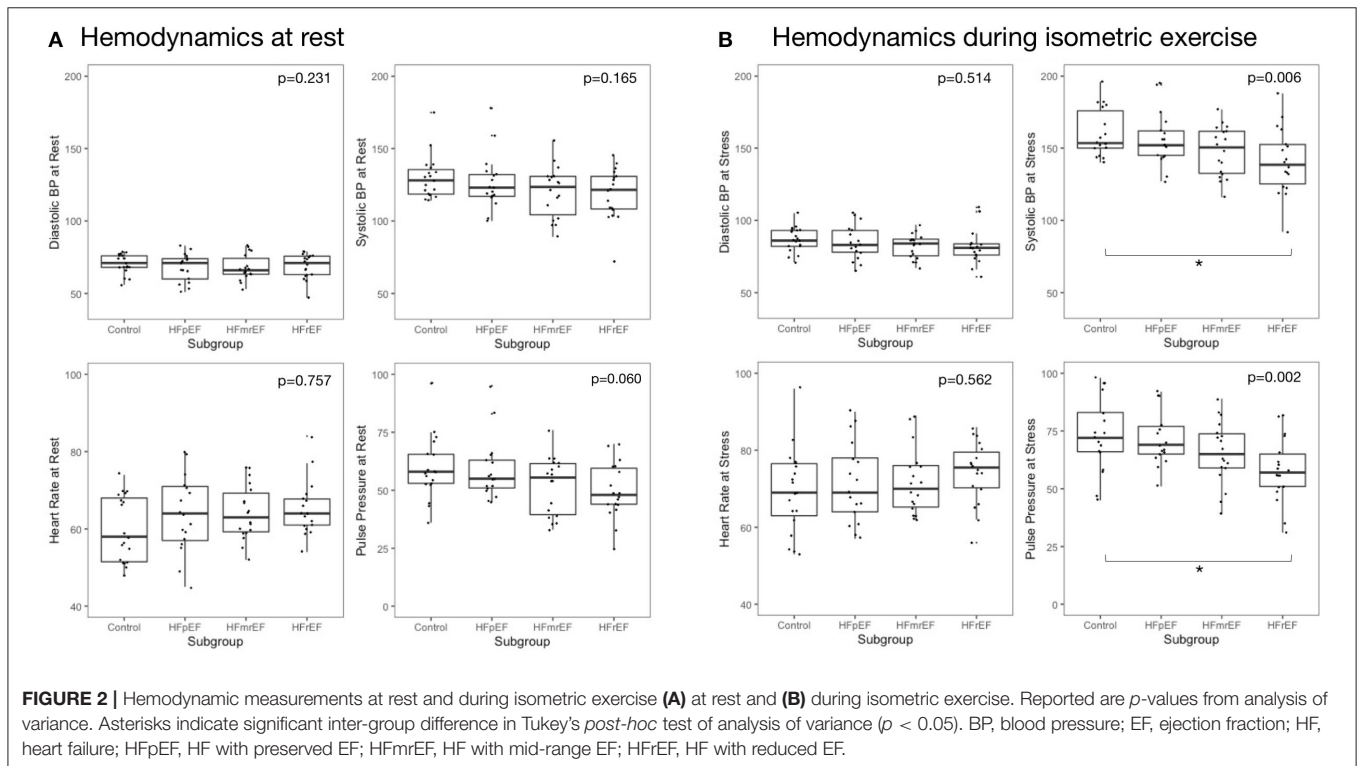 A Hemodynamics at rest
B Hemodynamics during isometric exercise
p=0.231
200
150
100
50
Diastolic BP at Rest
Control HFpEF HFmrEF HFrEF
Subgroup
p=0.165
200
150
100
50
Systolic BP at Rest
Control HFpEF HFmrEF HFrEF
Subgroup
p=0.514
200
150
100
50
Diastolic BP at Stress
Control HFpEF HFmrEF HFrEF
Subgroup
p=0.006
200
150
100
50
Systolic BP at Stress
*
Control HFpEF HFmrEF HFrEF
Subgroup
p=0.757
100
80
60
40
Heart Rate at Rest
Control HFpEF HFmrEF HFrEF
Subgroup
p=0.060
100
75
50
25
0
Pulse Pressure at Rest
Control HFpEF HFmrEF HFrEF
Subgroup
p=0.562
100
80
60
40
Heart Rate at Stress
Control HFpEF HFmrEF HFrEF
Subgroup
p=0.002
100
75
50
25
0
Pulse Pressure at Stress
*
Control HFpEF HFmrEF HFrEF
Subgroup
FIGURE 2 | Hemodynamic measurements at rest and during isometric exercise (A) at rest and (B) during isometric exercise. Reported are p-values from analysis of
variance. Asterisks indicate significant inter-group difference in Tukey's post-hoc test of analysis of variance (p < 0.05). BP, blood pressure; EF, ejection fraction; HF,
heart failure; HFpEF, HF with preserved EF; HFmrEF, HF with mid-range EF; HFrEF, HF with reduced EF.